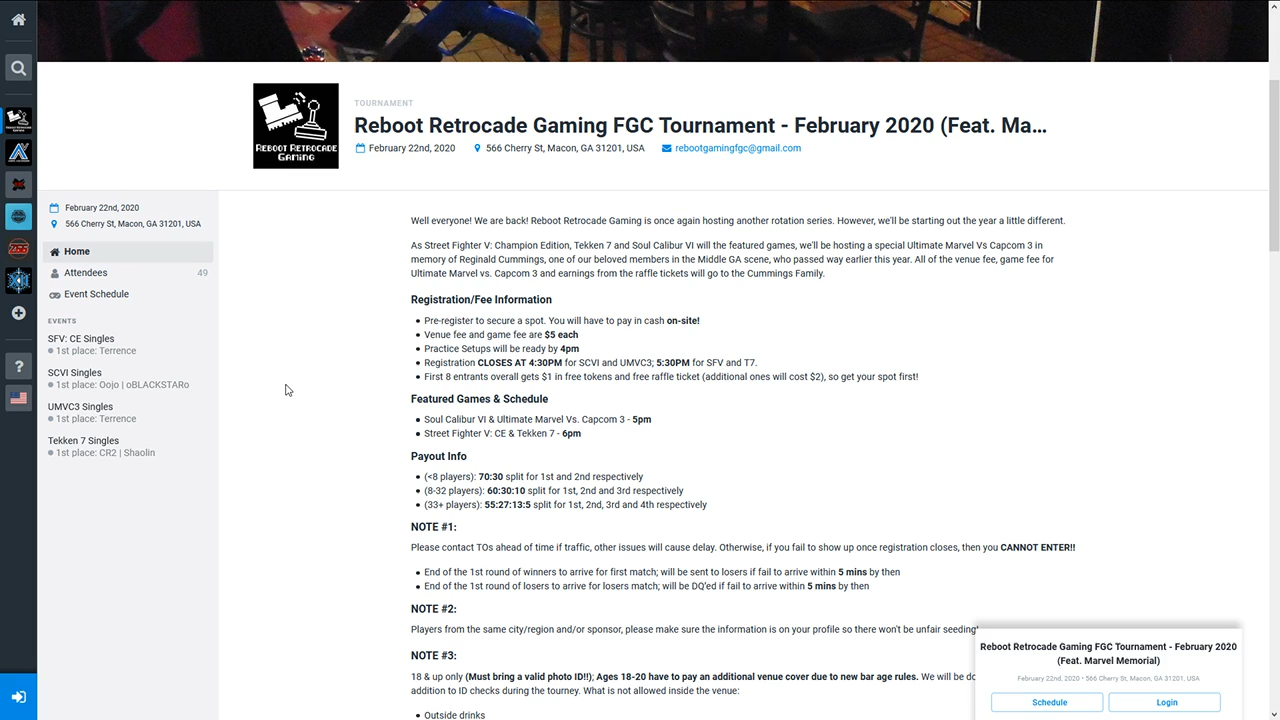 REBOOT RETROCADE
GAMING
TOURNAMENT
Reboot Retrocade Gaming FGC Tournament - February 2020 (Feat. Ma...
February 22nd, 2020
566 Cherry St, Macon, GA 31201, USA
rebootgamingfgc@gmail.com
February 22nd, 2020
566 Cherry St, Macon, GA 31201, USA
Home
Attendees 49
Event Schedule
EVENTS
SFV: CE Singles
1st place: Terrence
SCVI Singles
1st place: Oojo | oBLACKSTARo
UMVC3 Singles
1st place: Terrence
Tekken 7 Singles
1st place: CR2 | Shaolin
Well everyone! We are back! Reboot Retrocade Gaming is once again hosting another rotation series. However, we'll be starting out the year a little different.
As Street Fighter V: Champion Edition, Tekken 7 and Soul Calibur VI will the featured games, we'll be hosting a special Ultimate Marvel Vs Capcom 3 in
memory of Reginald Cummings, one of our beloved members in the Middle GA scene, who passed way earlier this year. All of the venue fee, game fee for
Ultimate Marvel vs. Capcom 3 and earnings from the raffle tickets will go to the Cummings Family.
Registration/Fee Information
• Pre-register to secure a spot. You will have to pay in cash on-site!
• Venue fee and game fee are $5 each
• Practice Setups will be ready by 4pm
• Registration CLOSES AT 4:30PM for SCVI and UMVC3; 5:30PM for SFV and T7.
• First 8 entrants overall gets $1 in free tokens and free raffle ticket (additional ones will cost $2), so get your spot first!
Featured Games & Schedule
• Soul Calibur VI & Ultimate Marvel Vs. Capcom 3 - 5pm
• Street Fighter V: CE & Tekken 7 - 6pm
Payout Info
• (<8 players): 70:30 split for 1st and 2nd respectively
• (8-32 players): 60:30:10 split for 1st, 2nd and 3rd respectively
• (33+ players): 55:27:13:5 split for 1st, 2nd, 3rd and 4th respectively
NOTE #1:
Please contact TOs ahead of time if traffic, other issues will cause delay. Otherwise, if you fail to show up once registration closes, then you CANNOT ENTER!!
• End of the 1st round of winners to arrive for first match; will be sent to losers if fail to arrive within 5 mins by then
• End of the 1st round of losers to arrive for losers match; will be DQ'ed if fail to arrive within 5 mins by then
NOTE #2:
Players from the same city/region and/or sponsor, please make sure the information is on your profile so there won't be unfair seeding!
NOTE #3:
18 & up only (Must bring a valid photo ID!!); Ages 18-20 have to pay an additional venue cover due to new bar age rules. We will be do
addition to ID checks during the tourney. What is not allowed inside the venue:
• Outside drinks
Reboot Retrocade Gaming FGC Tournament - February 2020
(Feat. Marvel Memorial)
February 22nd, 2020 • 566 Cherry St, Macon, GA 31201, USA
Schedule
Login